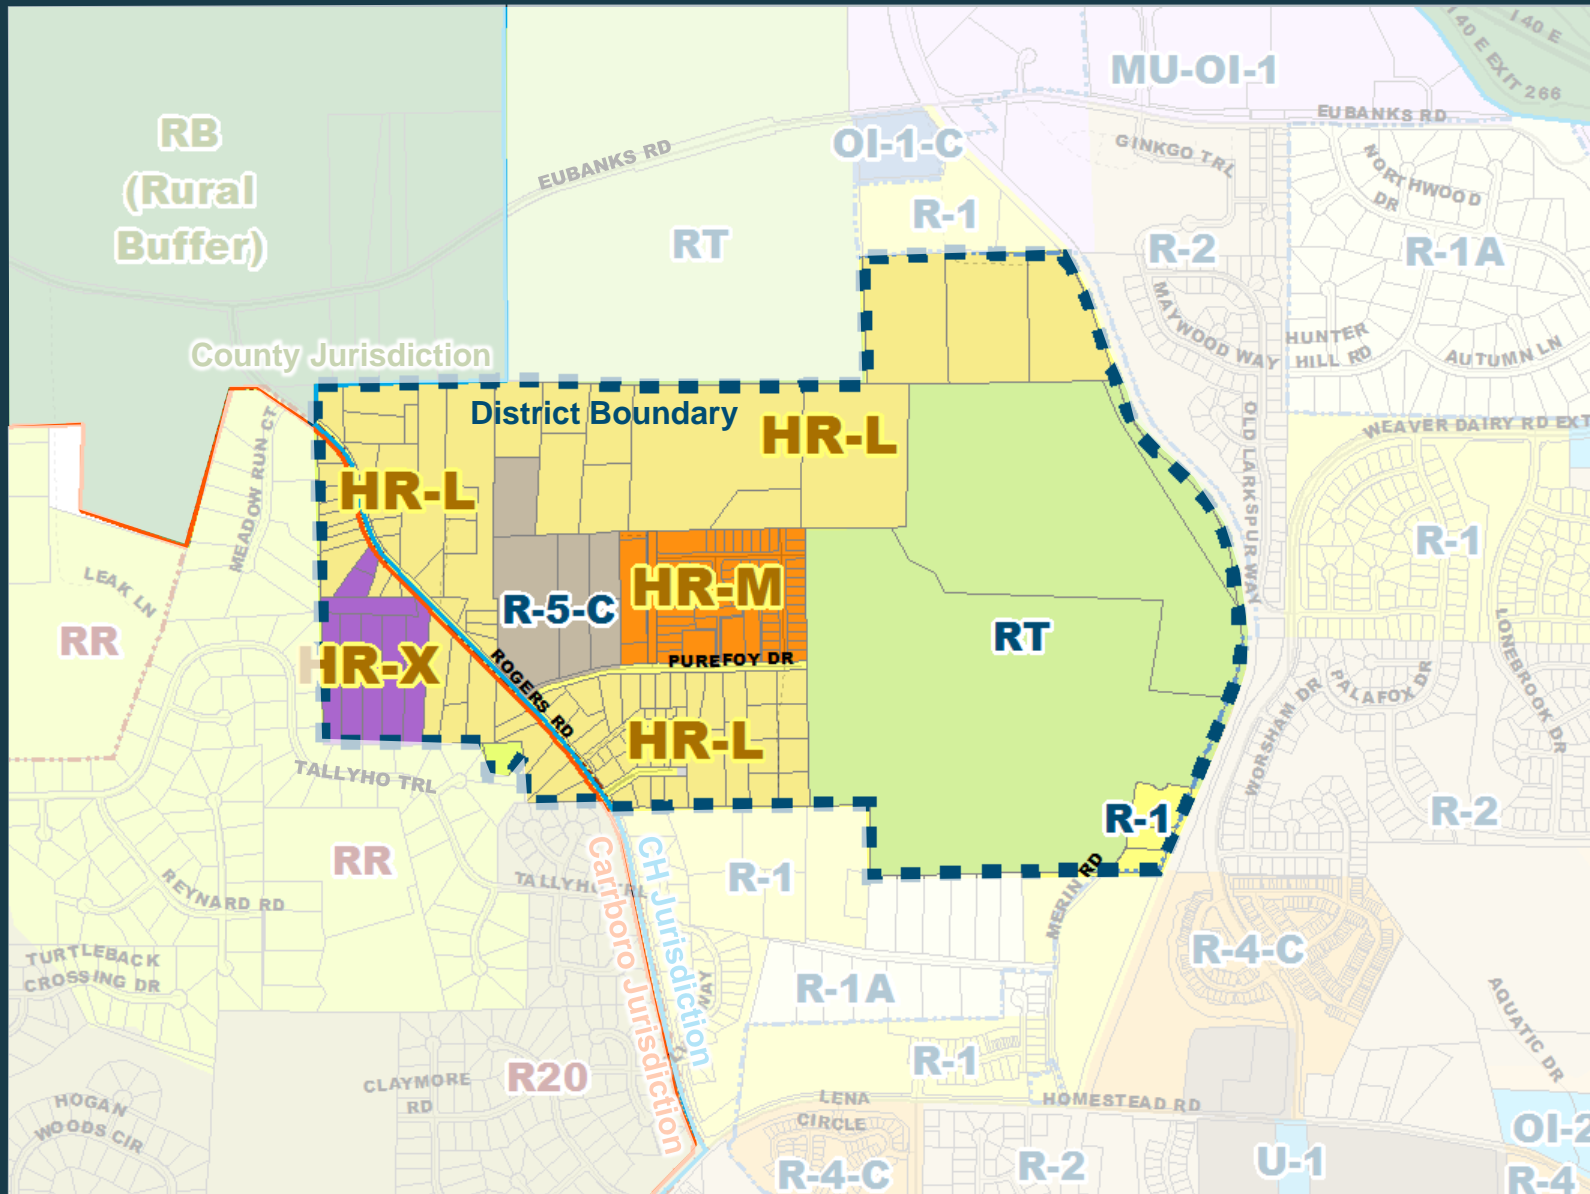 I 40 E
I 40 E EXIT 266
MU-OI-1
EUBANKS RD
RB
(Rural
Buffer)
OI-1-C
GINKGO TRL
EUBANKS RD
NORTHWOOD
DR
R-1
RT
R-2
R-1A
MAYWOOD WAY
HUNTER
HILL RD
AUTUMN LN
County Jurisdiction
District Boundary
HR-L
WEAVER DAIRY RD EXT
MEADOW RUN CT
OLD LARKSPUR WAY
HR-L
R-1
LEAK LN
HR-M
R-5-C
RR
RT
HR-X
ROGERS RD
PUREFOY DR
LONEBROOK DR
PALAFOX DR
WORSHAM DR
HR-L
TALLYHO TRL
R-1
R-2
RR
CH Jurisdiction
Carrboro Jurisdiction
R-1
MERIN RD
TALLYHO TRL
REYNARD RD
TURTLEBACK
CROSSING DR
WAY
R-1A
R-4-C
AQUATIC DR
R-1
R20
CLAYMORE
RD
LENA
CIRCLE
HOMESTEAD RD
HOGAN
WOODS CIR
OI-2
R-4-C
R-2
U-1
R-4